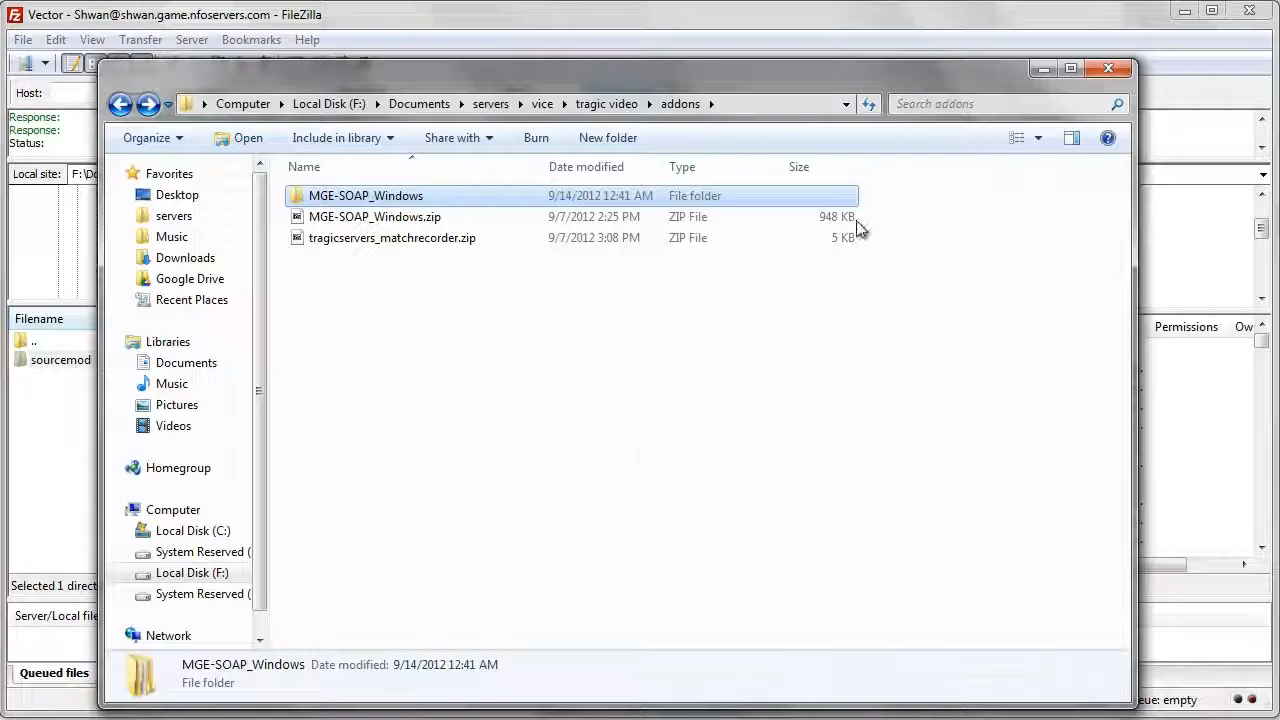 Vector - Shwan@shwan.game.nfoservers.com - FileZilla
File Edit View Transfer Server Bookmarks Help
Host:
Computer Local Disk (F:) Documents servers vices tragic video addons Search addons
Response:
Response:
Status:
Organize Open Include in library Share with Burn New folder
Local site: F:\Do
Name Date modified Type Size
Favorites
Desktop
servers
Music
Downloads
Google Drive
Recent Places
MGE-SOAP_Windows 9/14/2012 12:41 AM File folder
MGE-SOAP_Windows.zip 9/7/2012 2:25 PM ZIP File 948 KB
tragicservers_matchrecorder.zip 9/7/2012 3:08 PM ZIP File 5 KB
Filename
..
sourcemod
Permissions Ow
Libraries
Documents
Music
Pictures
Videos
Homegroup
Computer
Local Disk (C:)
System Reserved (
Local Disk (F:)
System Reserved (
Network
Selected 1 direct
Server/Local file
MGE-SOAP_Windows Date modified: 9/14/2012 12:41 AM
File folder
Queued files
ue: empty